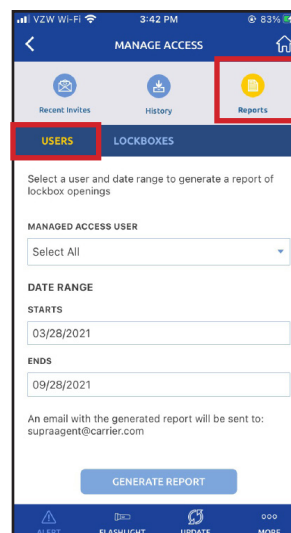 VZW Wi-Fi 3:42 PM 83%
MANAGE ACCESS
Recent Invites History Reports
USERS LOCKBOXES
Select a user and date range to generate a report of
lockbox openings
MANAGED ACCESS USER
Select All
DATE RANGE
STARTS
03/28/2021
ENDS
09/28/2021
An email with the generated report will be sent to:
supraagent@carrier.com
GENERATE REPORT
ALERT FLASHLIGHT UPDATE MORE